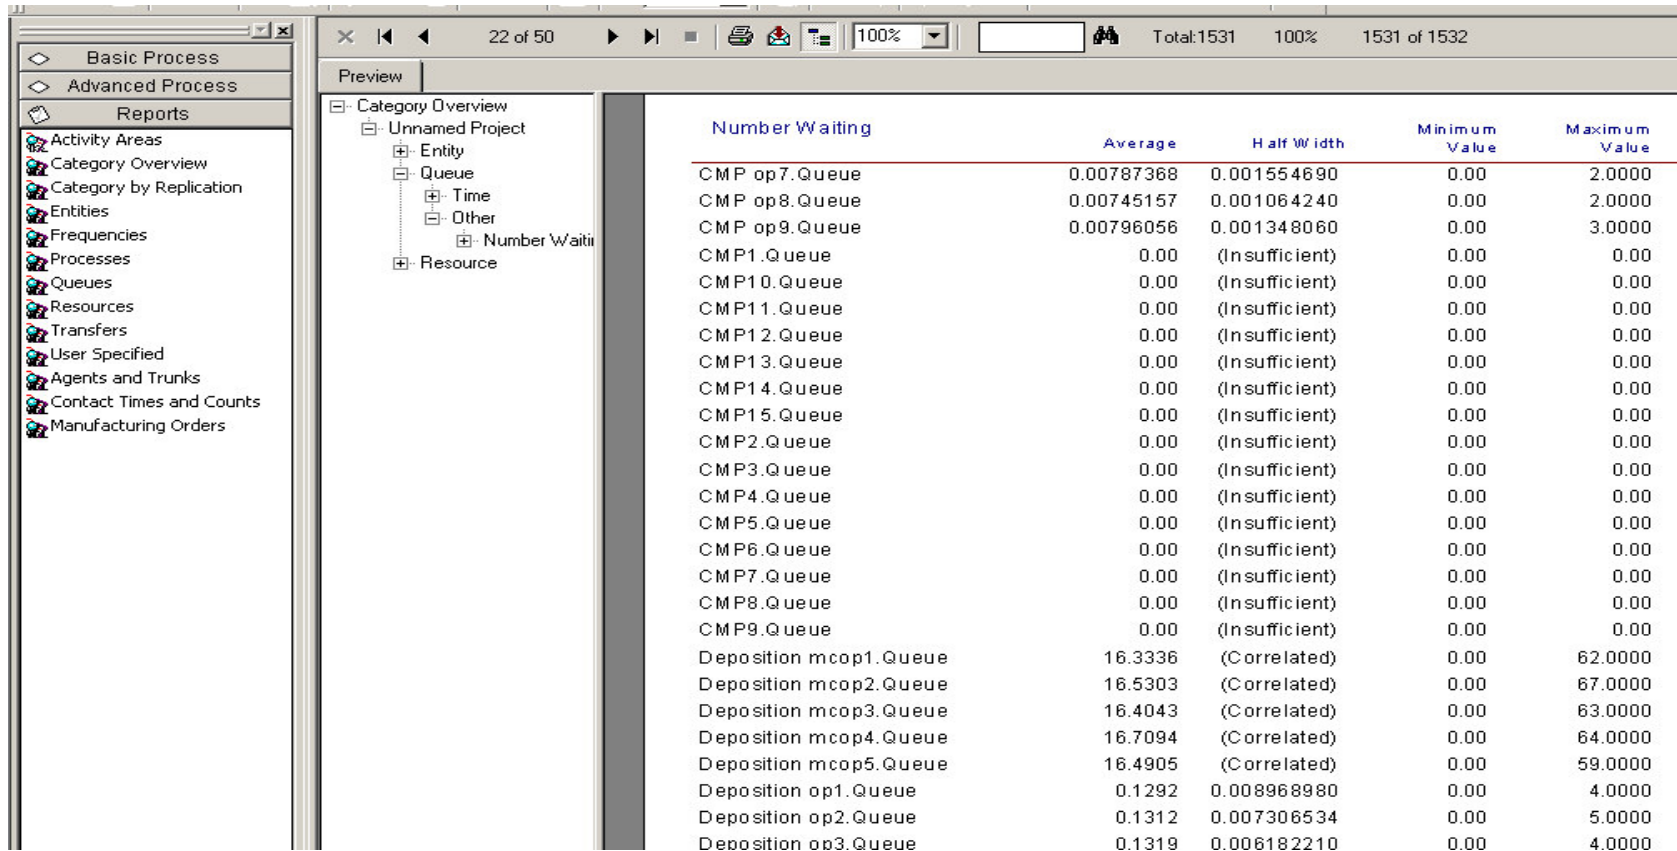 Basic Process
Advanced Process
Reports
Activity Areas
Category Overview
Category by Replication
Entities
Frequencies
Processes
Queues
Resources
Transfers
User Specified
Agents and Trunks
Contact Times and Counts
Manufacturing Orders
22 of 50 100% Total:1531 100% 1531 of 1532
Preview
Category Overview
Unnamed Project
Entity
Queue
Time
Other
Number Waitin
Resource
Number Waiting Average Half Width Minimum Value Maximum Value
CMP op7.Queue 0.00787368 0.001554690 0.00 2.0000
CMP op8.Queue 0.00745157 0.001064240 0.00 2.0000
CMP op9.Queue 0.00796056 0.001348060 0.00 3.0000
CMP1.Queue 0.00 (Insufficient) 0.00 0.00
CMP10.Queue 0.00 (Insufficient) 0.00 0.00
CMP11.Queue 0.00 (Insufficient) 0.00 0.00
CMP12.Queue 0.00 (Insufficient) 0.00 0.00
CMP13.Queue 0.00 (Insufficient) 0.00 0.00
CMP14.Queue 0.00 (Insufficient) 0.00 0.00
CMP15.Queue 0.00 (Insufficient) 0.00 0.00
CMP2.Queue 0.00 (Insufficient) 0.00 0.00
CMP3.Queue 0.00 (Insufficient) 0.00 0.00
CMP4.Queue 0.00 (Insufficient) 0.00 0.00
CMP5.Queue 0.00 (Insufficient) 0.00 0.00
CMP6.Queue 0.00 (Insufficient) 0.00 0.00
CMP7.Queue 0.00 (Insufficient) 0.00 0.00
CMP8.Queue 0.00 (Insufficient) 0.00 0.00
CMP9.Queue 0.00 (Insufficient) 0.00 0.00
Deposition mcop1.Queue 16.3336 (Correlated) 0.00 62.0000
Deposition mcop2.Queue 16.5303 (Correlated) 0.00 67.0000
Deposition mcop3.Queue 16.4043 (Correlated) 0.00 63.0000
Deposition mcop4.Queue 16.7094 (Correlated) 0.00 64.0000
Deposition mcop5.Queue 16.4905 (Correlated) 0.00 59.0000
Deposition op1.Queue 0.1292 0.008968980 0.00 4.0000
Deposition op2.Queue 0.1312 0.007306534 0.00 5.0000
Deposition op3.Queue 0.1319 0.006182210 0.00 4.0000